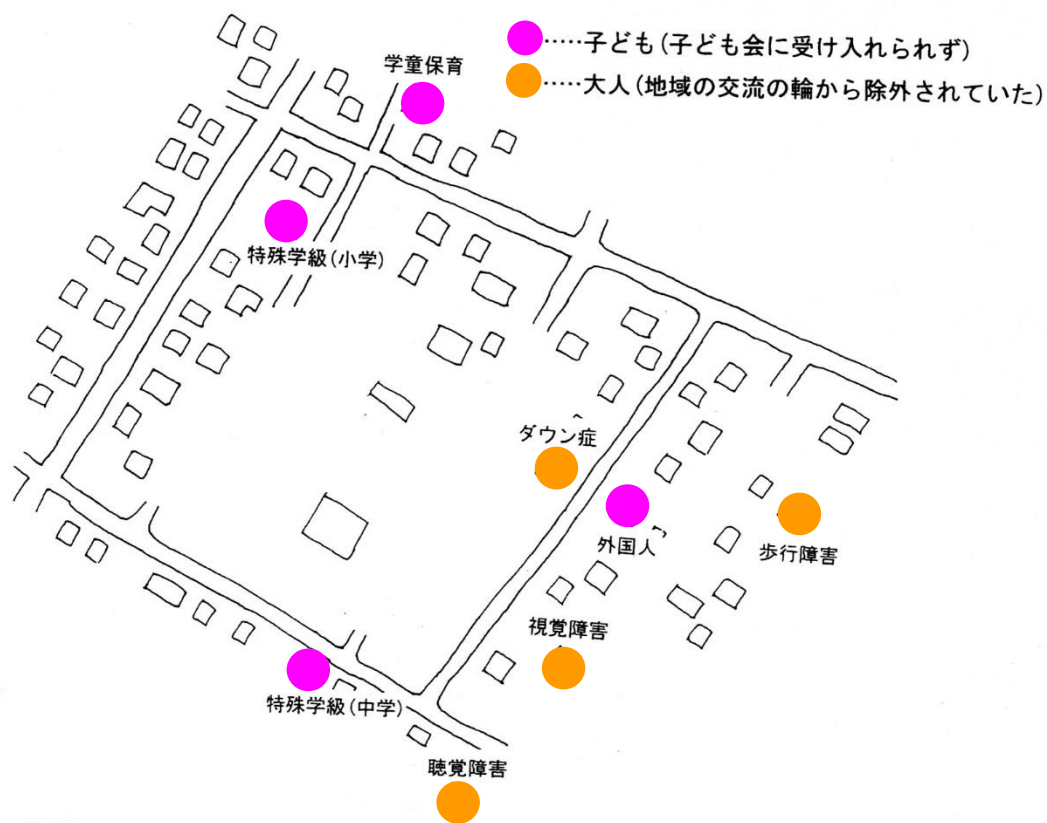 ……子ども(子ども会に受け入れられず)
……大人(地域の交流の輪から除外されていた)
学童保育
特殊学級(小学)
ダウン症
外国人
歩行障害
視覚障害
特殊学級(中学)
聴覚障害